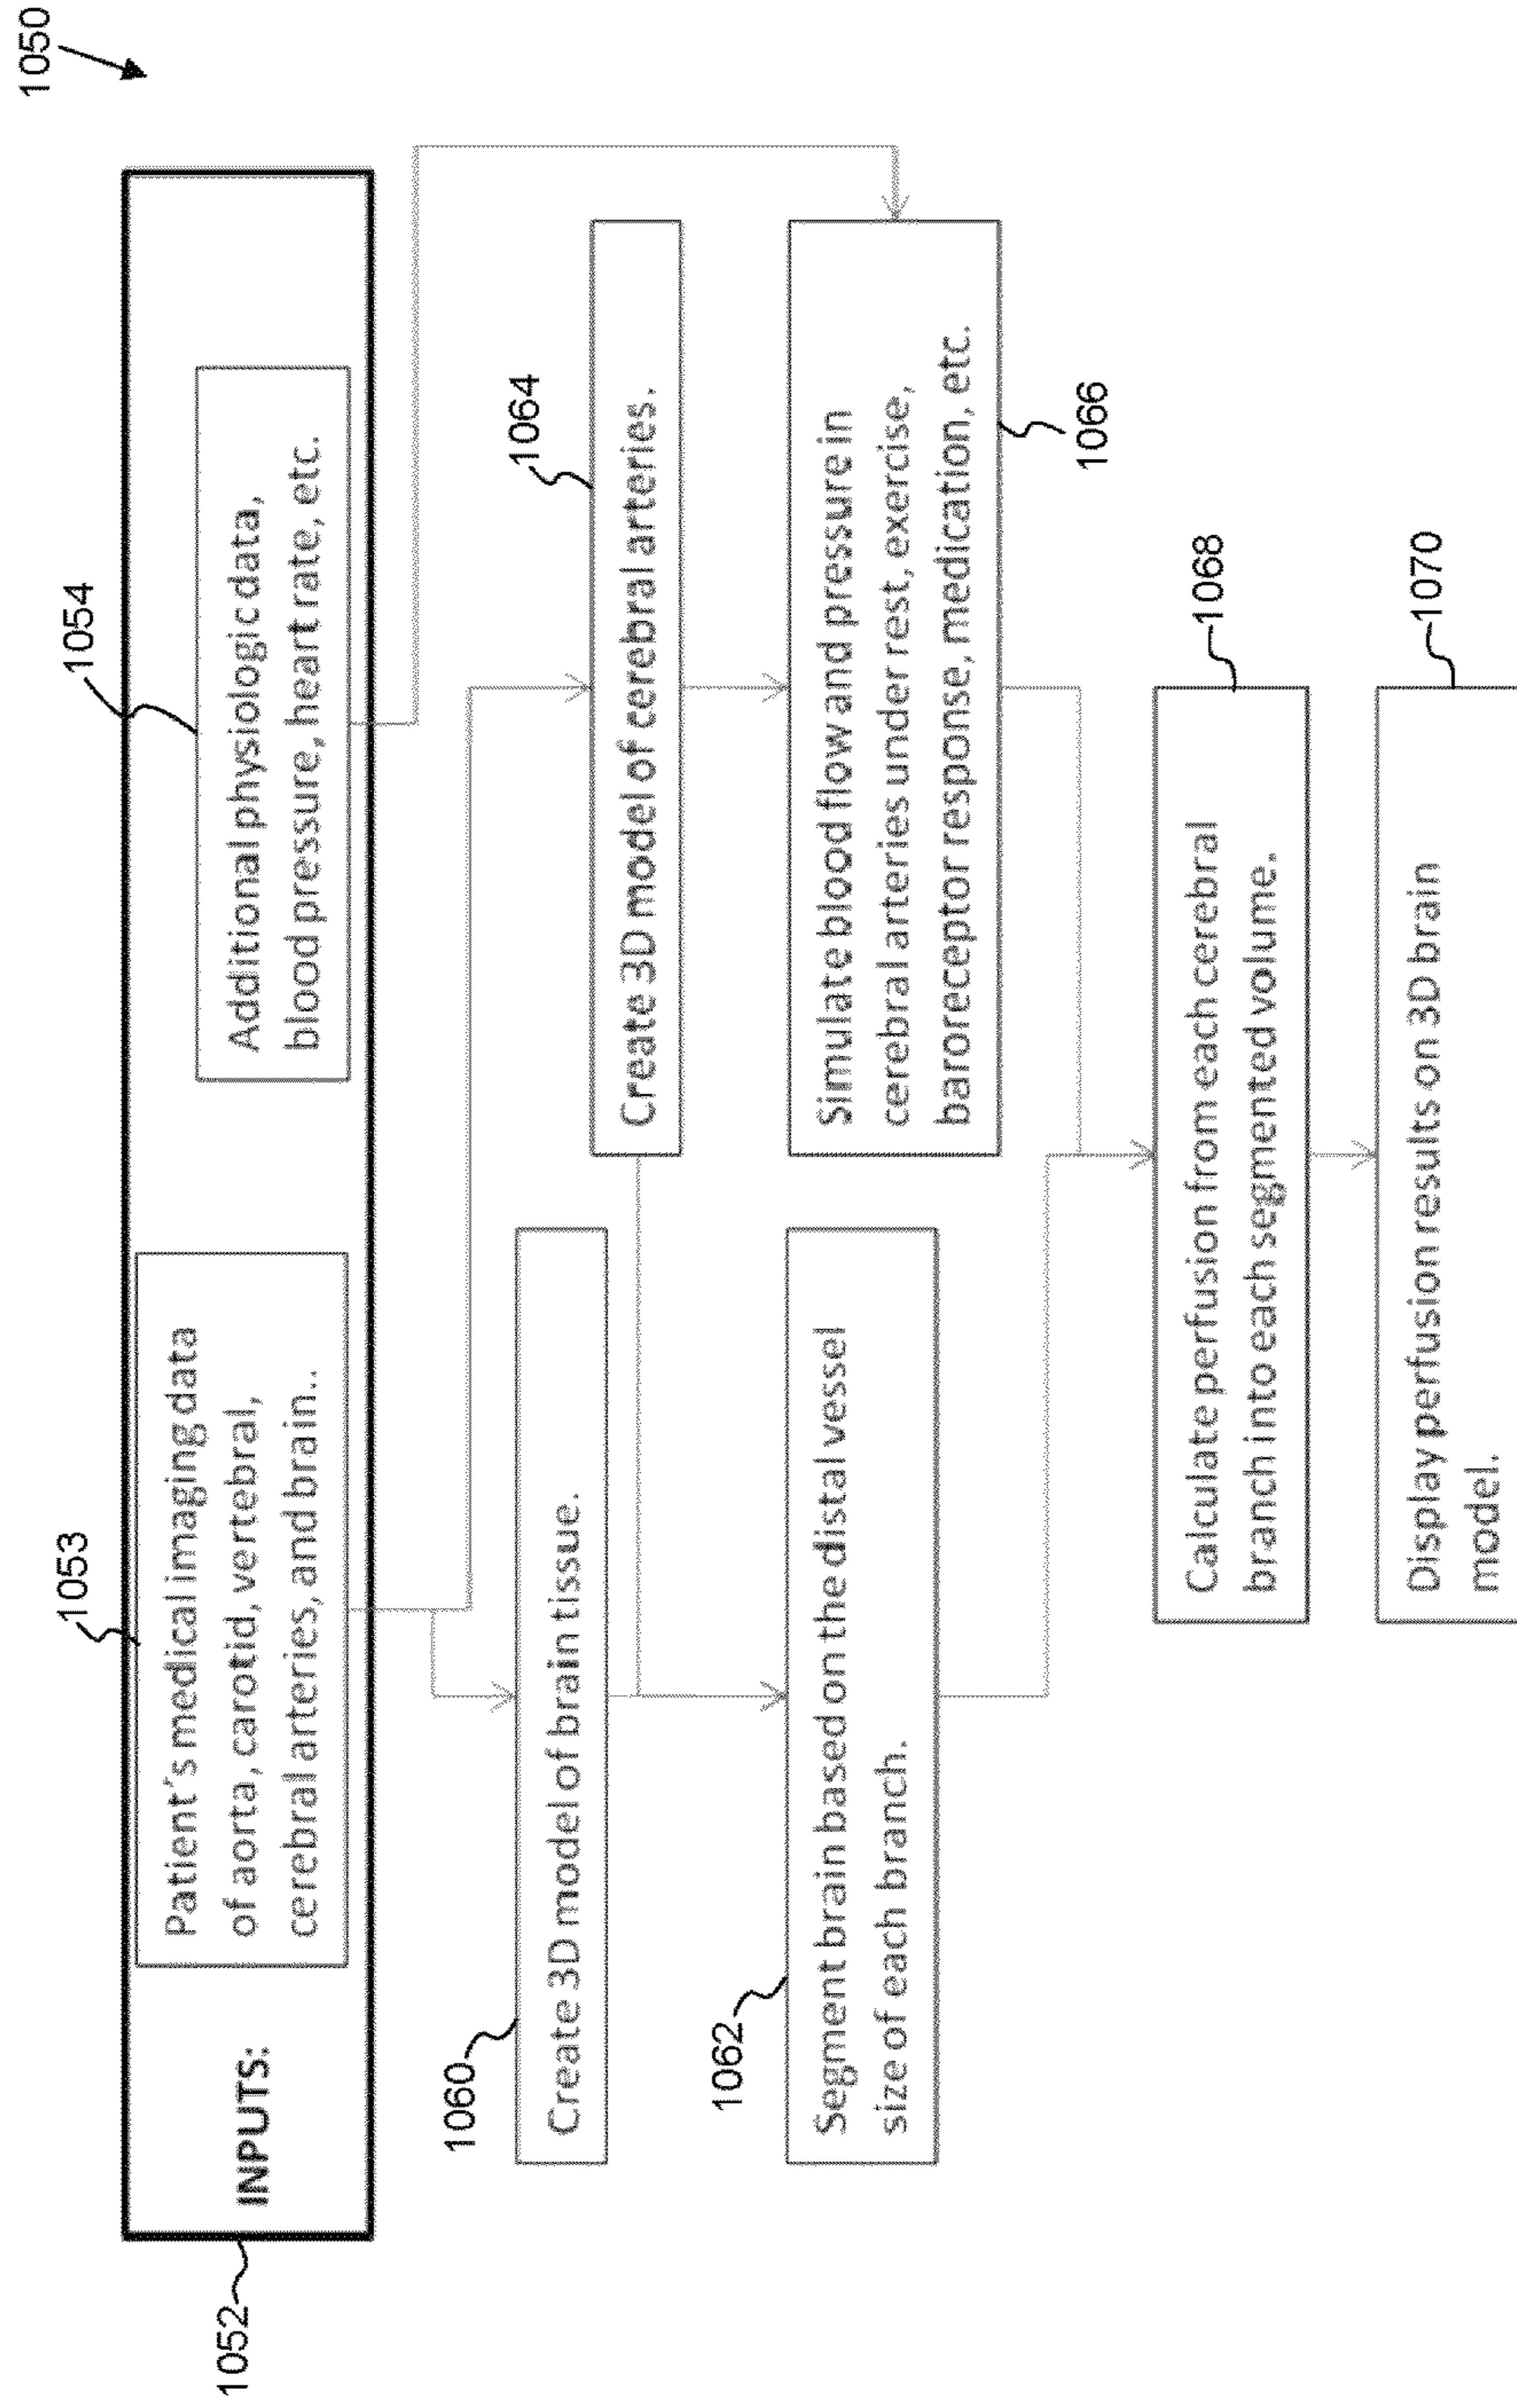 1050
1052
INPUTS:
1053
Patient's medical imaging data
of aorta, carotid, vertebral,
cerebral arteries, and brain..
1054
Additional physiologic data,
blood pressure, heart rate, etc.
1060
Create 3D model of brain tissue.
1064
Create 3D model of cerebral arteries.
1062
Segment brain based on the distal vessel
size of each branch.
Simulate blood flow and pressure in
cerebral arteries under rest, exercise,
baroreceptor response, medication, etc.
1066
1068
Calculate perfusion from each cerebral
branch into each segmented volume.
1070
Display perfusion results on 3D brain
model.